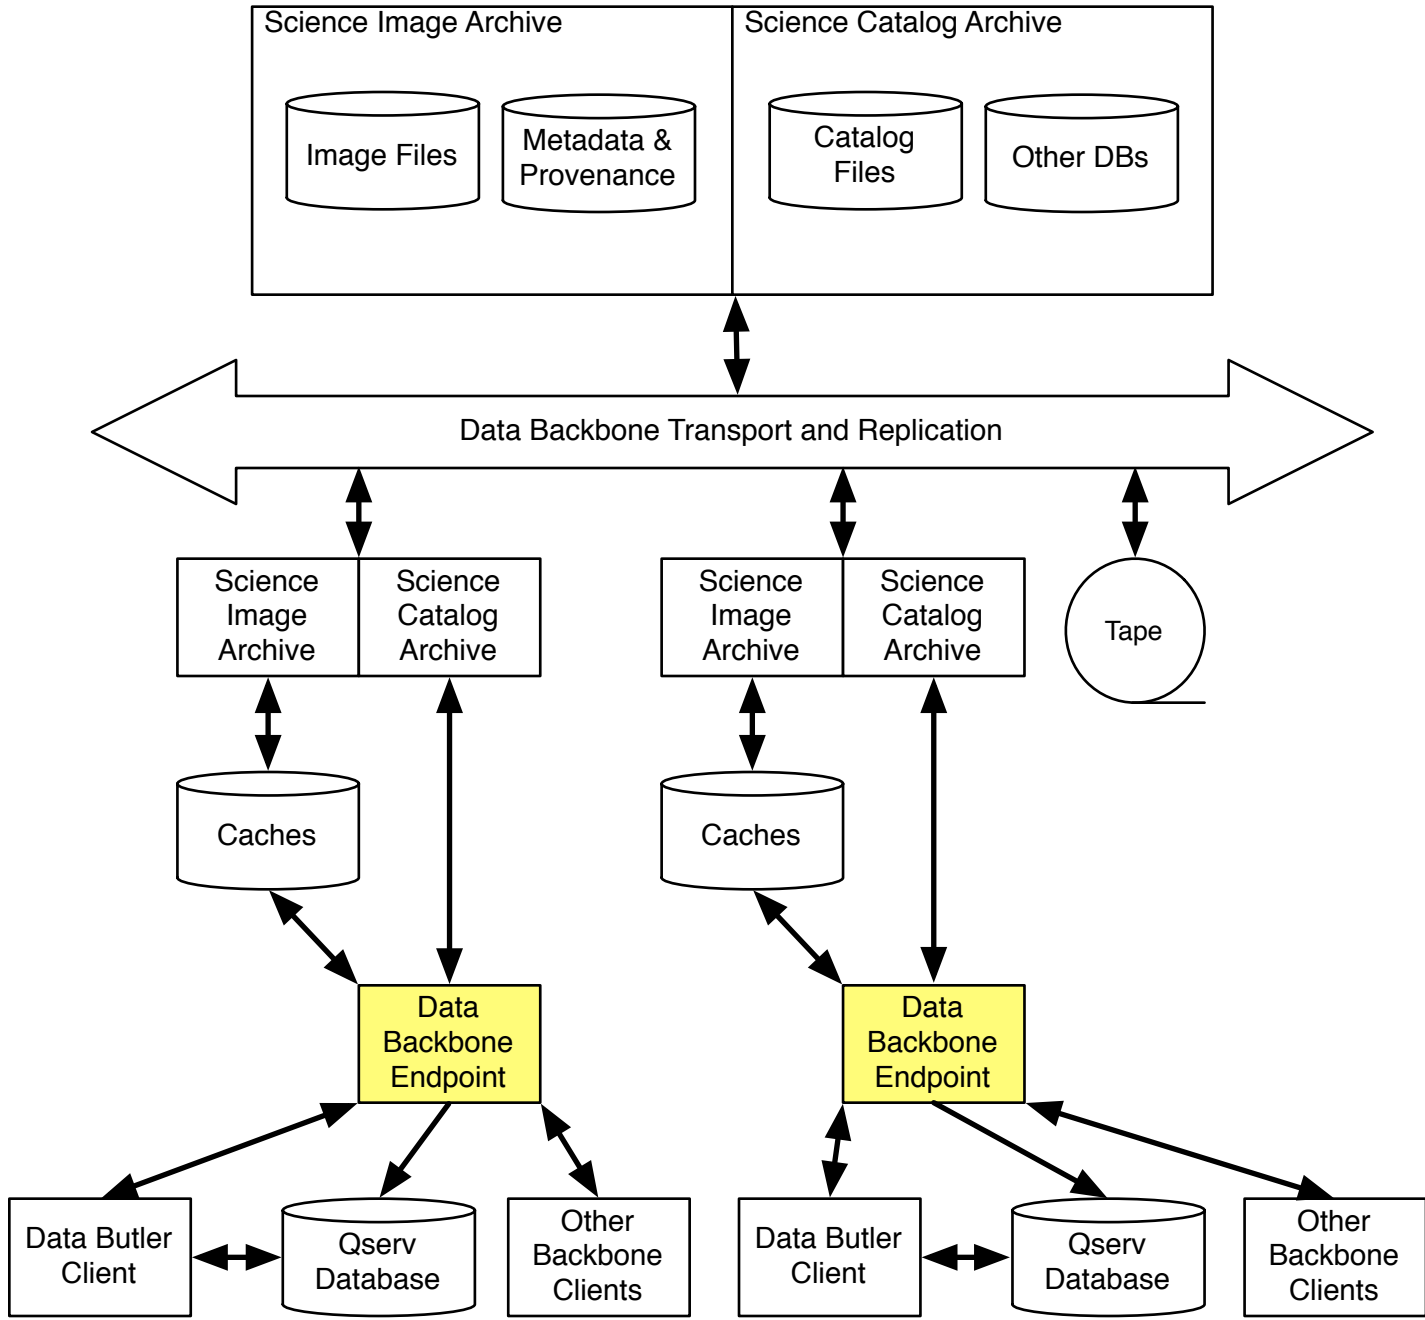 Science Image Archive
Science Catalog Archive
Image Files
Metadata &
Provenance
Catalog
Files
Other DBs
Data Backbone Transport and Replication
Science
Image
Archive
Science
Catalog
Archive
Science
Image
Archive
Science
Catalog
Archive
Tape
Caches
Caches
Data
Backbone
Endpoint
Data
Backbone
Endpoint
Data Butler
Client
Qserv
Database
Other
Backbone
Clients
Data Butler
Client
Qserv
Database
Other
Backbone
Clients